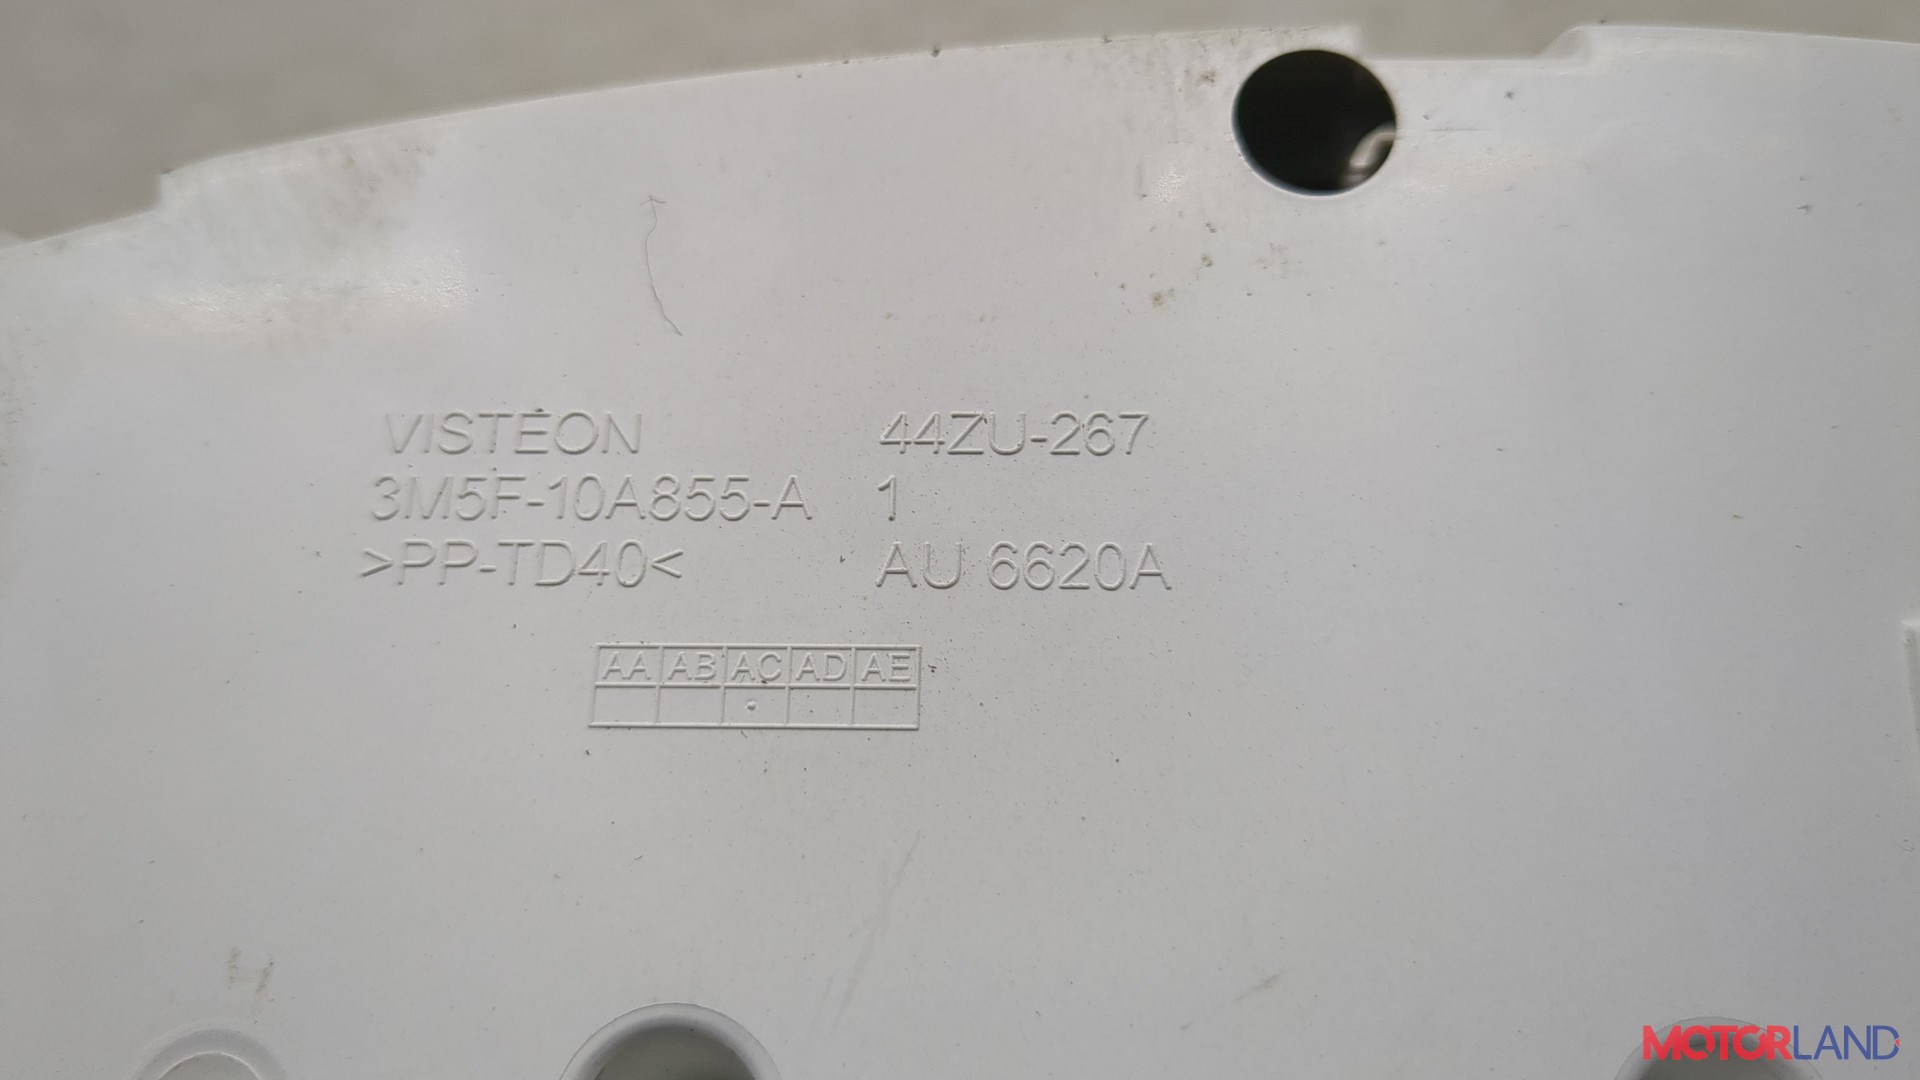 VISTEON 44ZU-267
3M5F-10A855-A 1
>PP-TD40< AU 6620A
AA AB AC AD AE
MOTORLAND